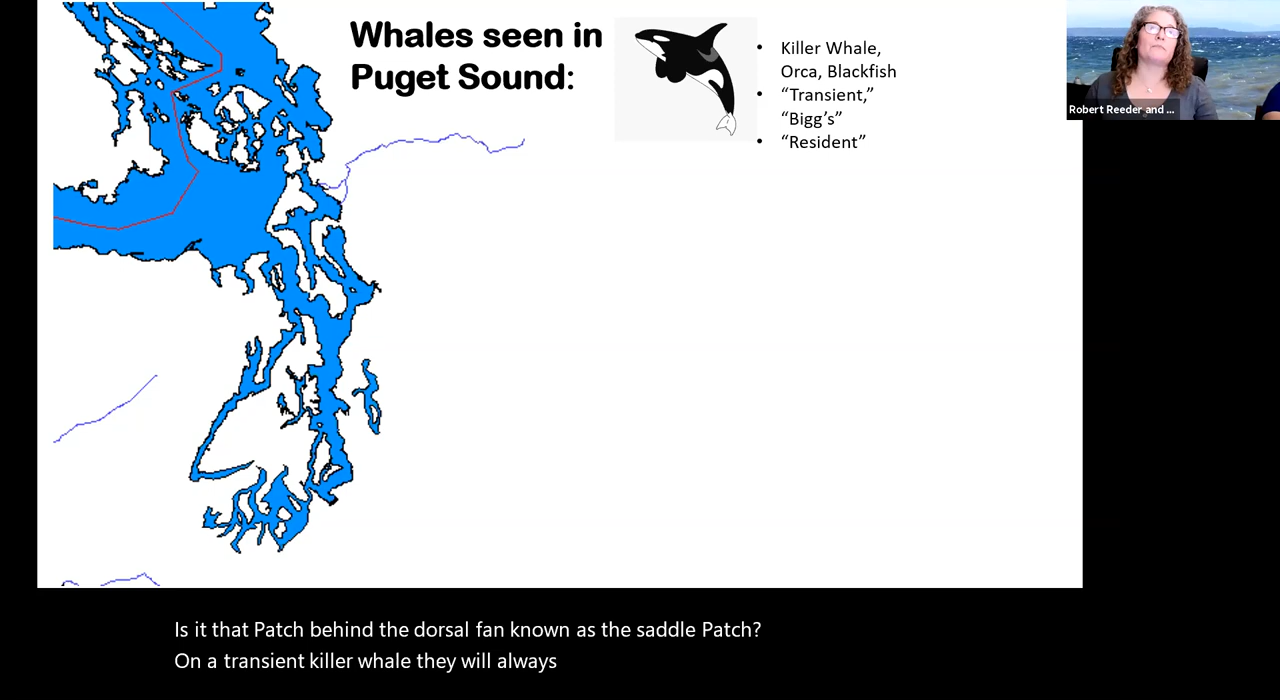 Whales seen in
Puget Sound:
• Killer Whale,
Orca, Blackfish
• “Transient,”
“Bigg’s”
• “Resident”
Robert Reeder and ...
Is it that Patch behind the dorsal fan known as the saddle Patch?
On a transient killer whale they will always